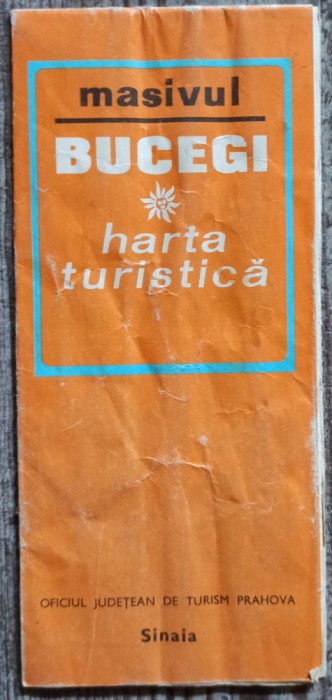 masivul
BUCEGI
harta
turistică
OFICIUL JUDEȚEAN DE TURISM PRAHOVA
Sinaia